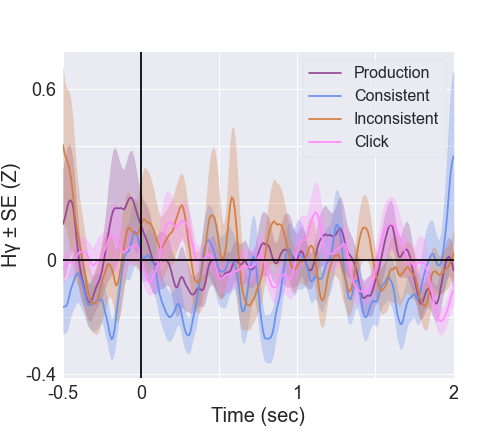 Production
Consistent
Inconsistent
Click
0.6
0
-0.4
Hγ ± SE (Z)
-0.5
0
1
2
Time (sec)